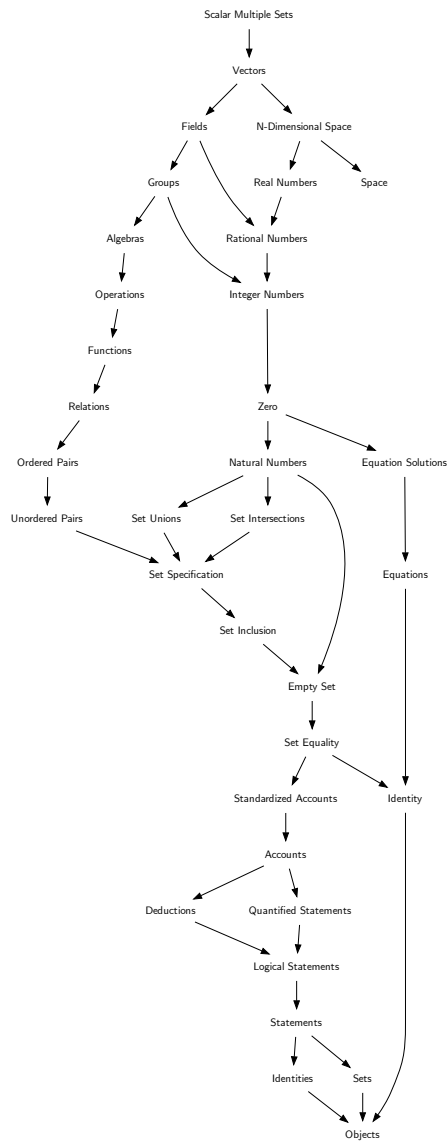 Scalar Multiple Sets
Vectors
Fields
N-Dimensional Space
Groups
Real Numbers
Space
Algebras
Rational Numbers
Operations
Integer Numbers
Functions
Relations
Zero
Ordered Pairs
Natural Numbers
Equation Solutions
Unordered Pairs
Set Unions
Set Intersections
Set Specification
Equations
Set Inclusion
Empty Set
Set Equality
Standardized Accounts
Identity
Accounts
Deductions
Quantified Statements
Logical Statements
Statements
Identities
Sets
Objects